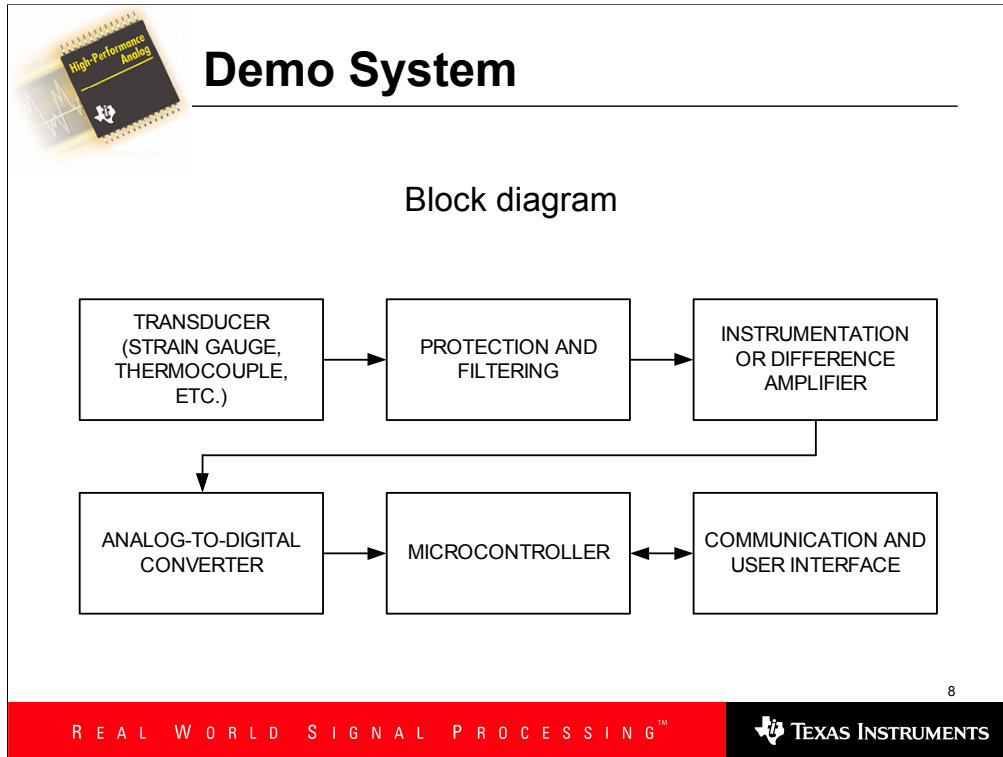 High-Performance
Analog
Demo System
Block diagram
TRANSDUCER
(STRAIN GAUGE,
THERMOCOUPLE,
ETC.)
PROTECTION AND
FILTERING
INSTRUMENTATION
OR DIFFERENCE
AMPLIFIER
ANALOG-TO-DIGITAL
CONVERTER
MICROCONTROLLER
COMMUNICATION AND
USER INTERFACE
8
REAL WORLD SIGNAL PROCESSING™
TEXAS INSTRUMENTS